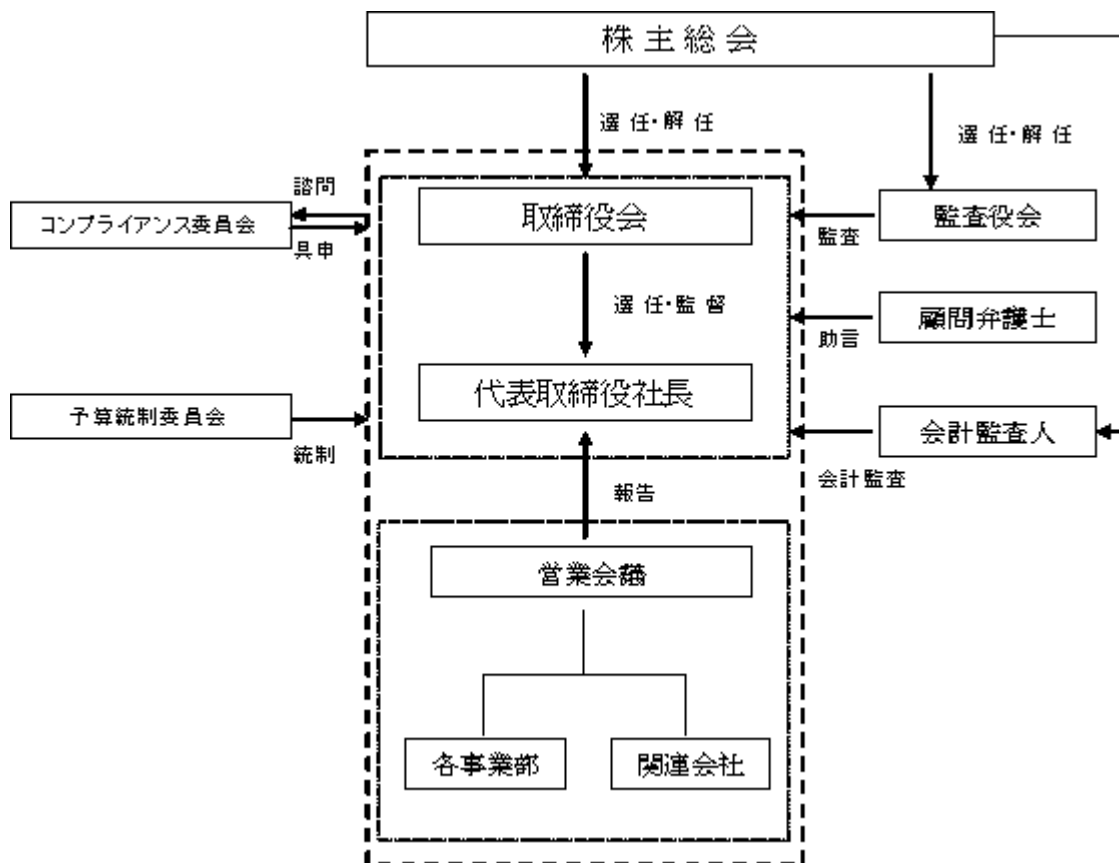 株主総会
選任・解任
選任・解任
諮問
コンプライアンス委員会
具申
取締役会
監査
監査役会
選任・監督
顧問弁護士
助言
代表取締役社長
予算統制委員会
統制
会計監査人
会計監査
報告
営業会議
各事業部
関連会社